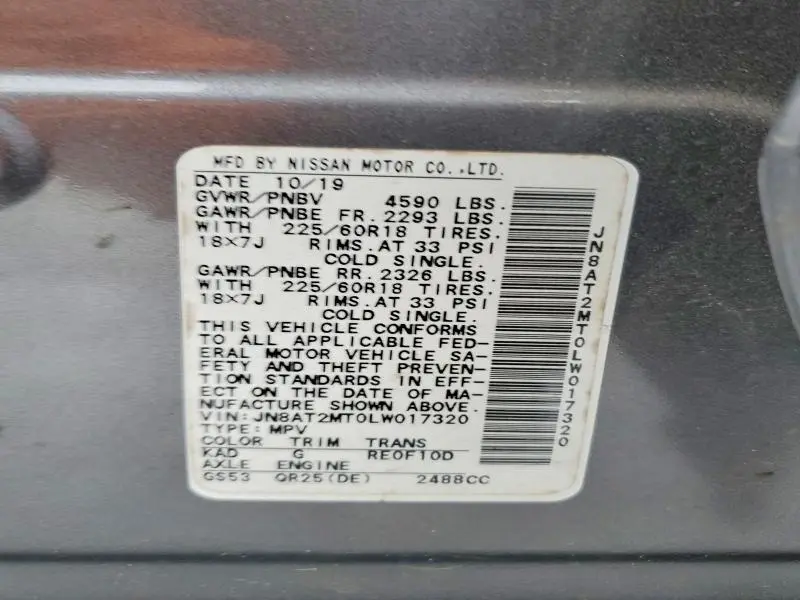 MFD BY NISSAN MOTOR CO.,LTD.
DATE 10/19
GVWR/PNBV 4590 LBS.
GAWR/PNBE FR. 2293 LBS.
WITH 225/60R18 TIRES.
18X7J RIMS.AT 33 PSI
COLD SINGLE.
GAWR/PNBE RR. 2326 LBS.
WITH 225/60R18 TIRES.
18X7J RIMS.AT 33 PSI
COLD SINGLE.
THIS VEHICLE CONFORMS
TO ALL APPLICABLE FED-
ERAL MOTOR VEHICLE SA-
FETY AND THEFT PREVEN-
TION STANDARDS IN EFF-
ECT ON THE DATE OF MA-
NUFACTURE SHOWN ABOVE.
VIN:JN8AT2MT0LW017320
TYPE:MPV
COLOR TRIM TRANS
KAD G RE0F10D
AXLE ENGINE
GS53 QR25(DE) 2488CC
JN8AT2MT0LW017320